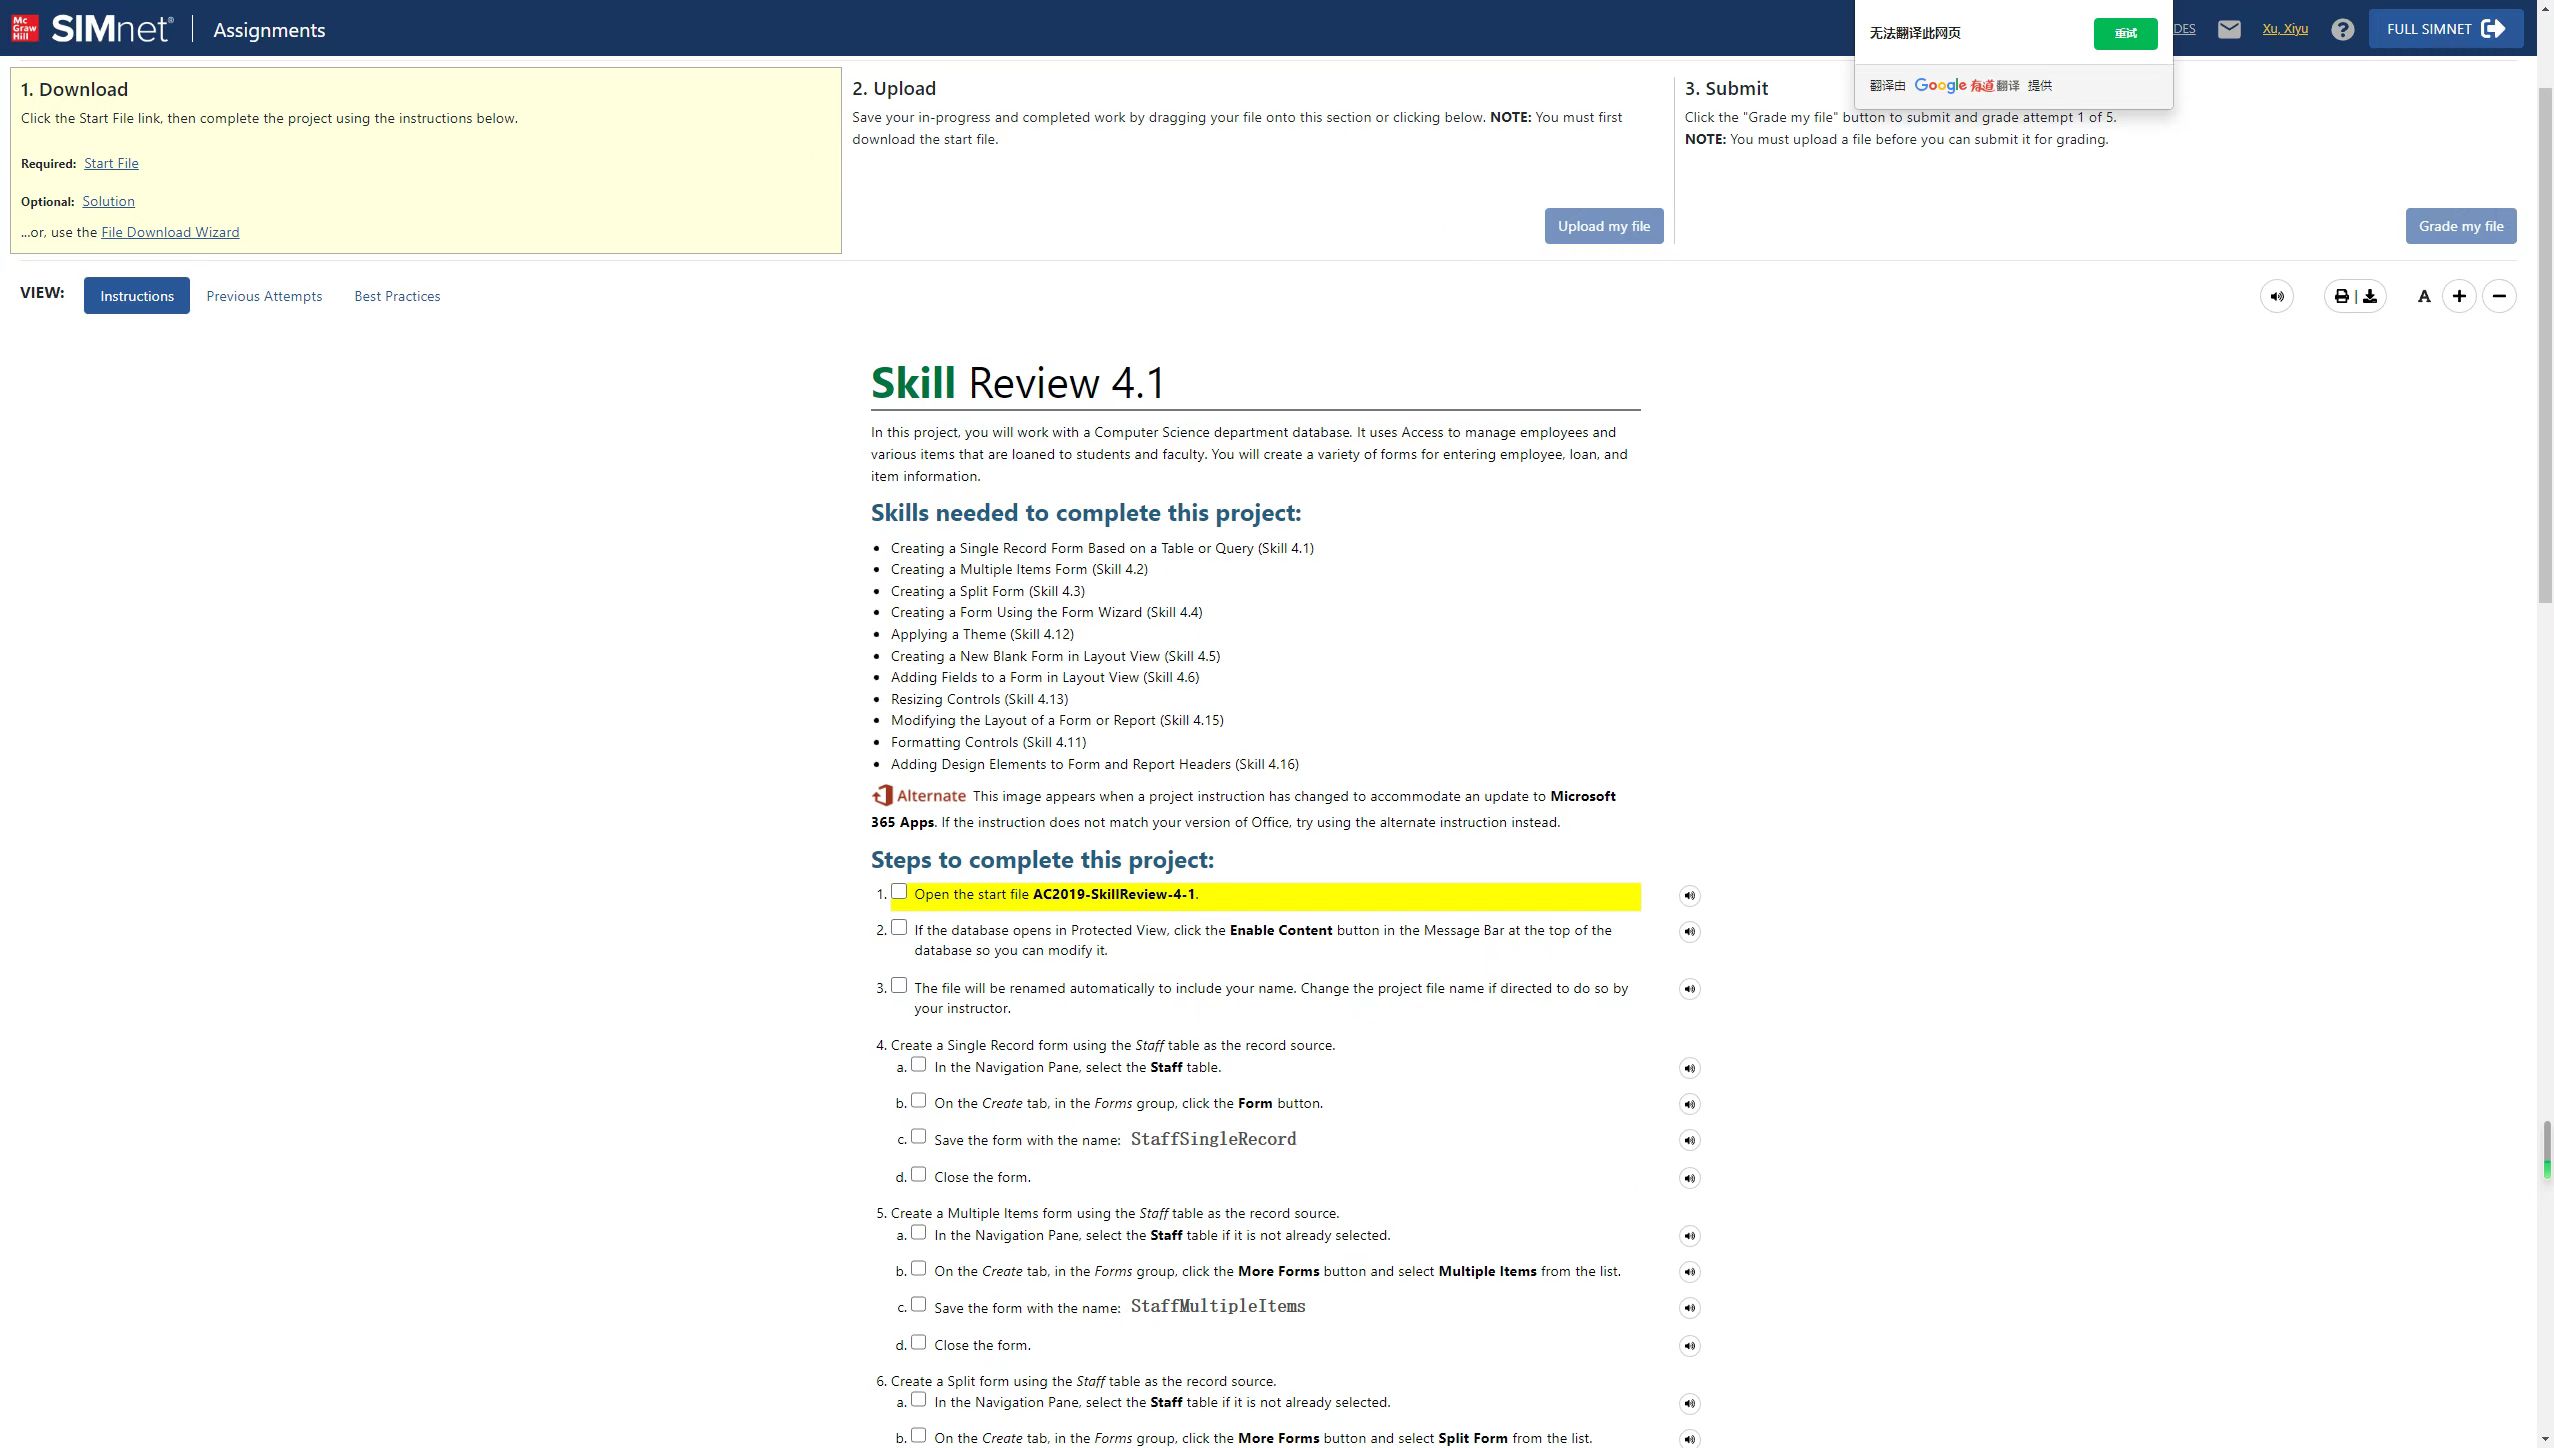 Mc Graw Hill SIMnet® Assignments
无法翻译此网页
重试
DES
Xu, Xiyu
FULL SIMNET
翻译由 Google 有道翻译 提供
1. Download
Click the Start File link, then complete the project using the instructions below.
Required: Start File
Optional: Solution
...or, use the File Download Wizard
2. Upload
Save your in-progress and completed work by dragging your file onto this section or clicking below. NOTE: You must first
download the start file.
Upload my file
3. Submit
Click the "Grade my file" button to submit and grade attempt 1 of 5.
NOTE: You must upload a file before you can submit it for grading.
Grade my file
VIEW: Instructions Previous Attempts Best Practices
A
Skill Review 4.1
In this project, you will work with a Computer Science department database. It uses Access to manage employees and
various items that are loaned to students and faculty. You will create a variety of forms for entering employee, loan, and
item information.
Skills needed to complete this project:
• Creating a Single Record Form Based on a Table or Query (Skill 4.1)
• Creating a Multiple Items Form (Skill 4.2)
• Creating a Split Form (Skill 4.3)
• Creating a Form Using the Form Wizard (Skill 4.4)
• Applying a Theme (Skill 4.12)
• Creating a New Blank Form in Layout View (Skill 4.5)
• Adding Fields to a Form in Layout View (Skill 4.6)
• Resizing Controls (Skill 4.13)
• Modifying the Layout of a Form or Report (Skill 4.15)
• Formatting Controls (Skill 4.11)
• Adding Design Elements to Form and Report Headers (Skill 4.16)
Alternate This image appears when a project instruction has changed to accommodate an update to Microsoft
365 Apps. If the instruction does not match your version of Office, try using the alternate instruction instead.
Steps to complete this project:
1. Open the start file AC2019-SkillReview-4-1.
2. If the database opens in Protected View, click the Enable Content button in the Message Bar at the top of the
database so you can modify it.
3. The file will be renamed automatically to include your name. Change the project file name if directed to do so by
your instructor.
4. Create a Single Record form using the Staff table as the record source.
a. In the Navigation Pane, select the Staff table.
b. On the Create tab, in the Forms group, click the Form button.
c. Save the form with the name: StaffSingleRecord
d. Close the form.
5. Create a Multiple Items form using the Staff table as the record source.
a. In the Navigation Pane, select the Staff table if it is not already selected.
b. On the Create tab, in the Forms group, click the More Forms button and select Multiple Items from the list.
c. Save the form with the name: StaffMultipleItems
d. Close the form.
6. Create a Split form using the Staff table as the record source.
a. In the Navigation Pane, select the Staff table if it is not already selected.
b. On the Create tab, in the Forms group, click the More Forms button and select Split Form from the list.